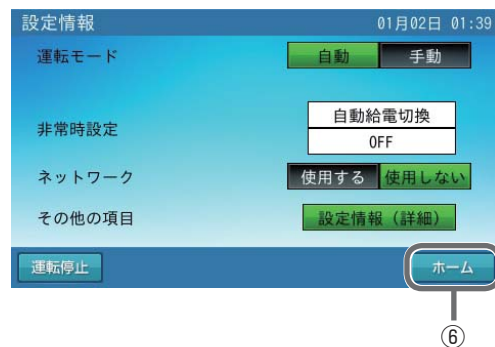 設定情報 01月02日 01:39
運転モード 自動 手動
非常時設定 自動給電切換
OFF
ネットワーク 使用する 使用しない
その他の項目 設定情報（詳細）
運転停止 ホーム
⑥